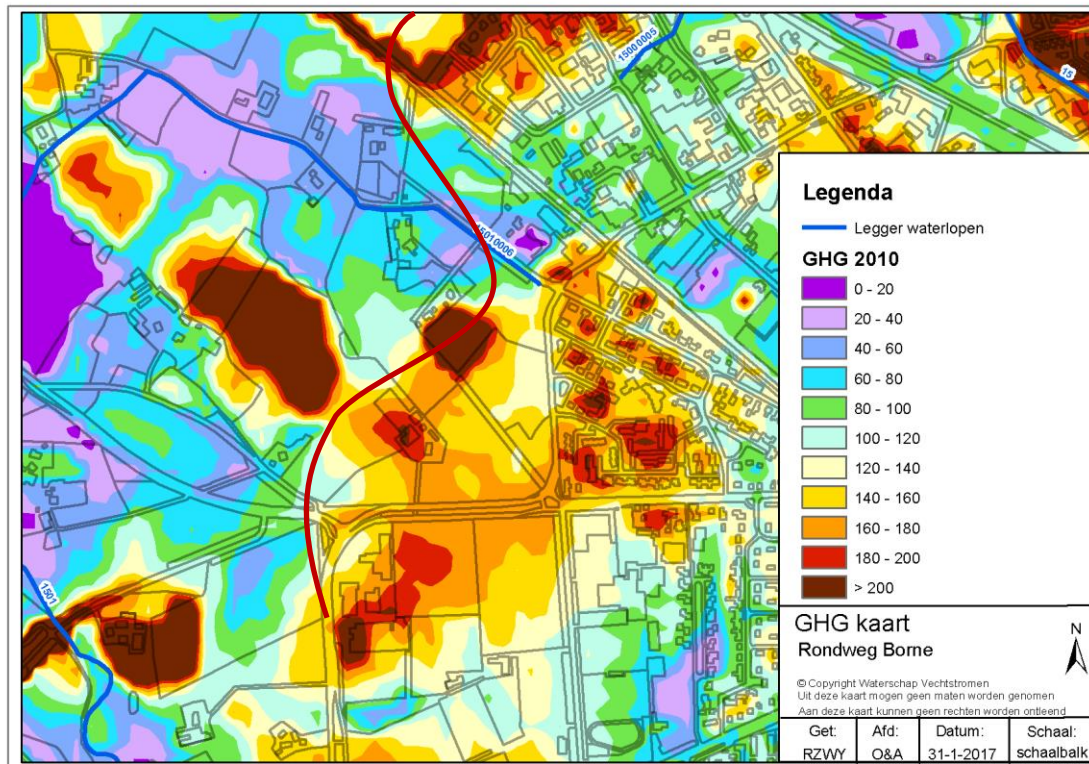 15000005
15
15010006
1501
Legenda
Legger waterlopen
GHG 2010
0 - 20
20 - 40
40 - 60
60 - 80
80 - 100
100 - 120
120 - 140
140 - 160
160 - 180
180 - 200
> 200
GHG kaart
Rondweg Borne
N
© Copyright Waterschap Vechtstromen
Uit deze kaart mogen geen maten worden genomen
Aan deze kaart kunnen geen rechten worden ontleend
Get: Afd: Datum: Schaal:
RZWY O&A 31-1-2017 schaalbalk